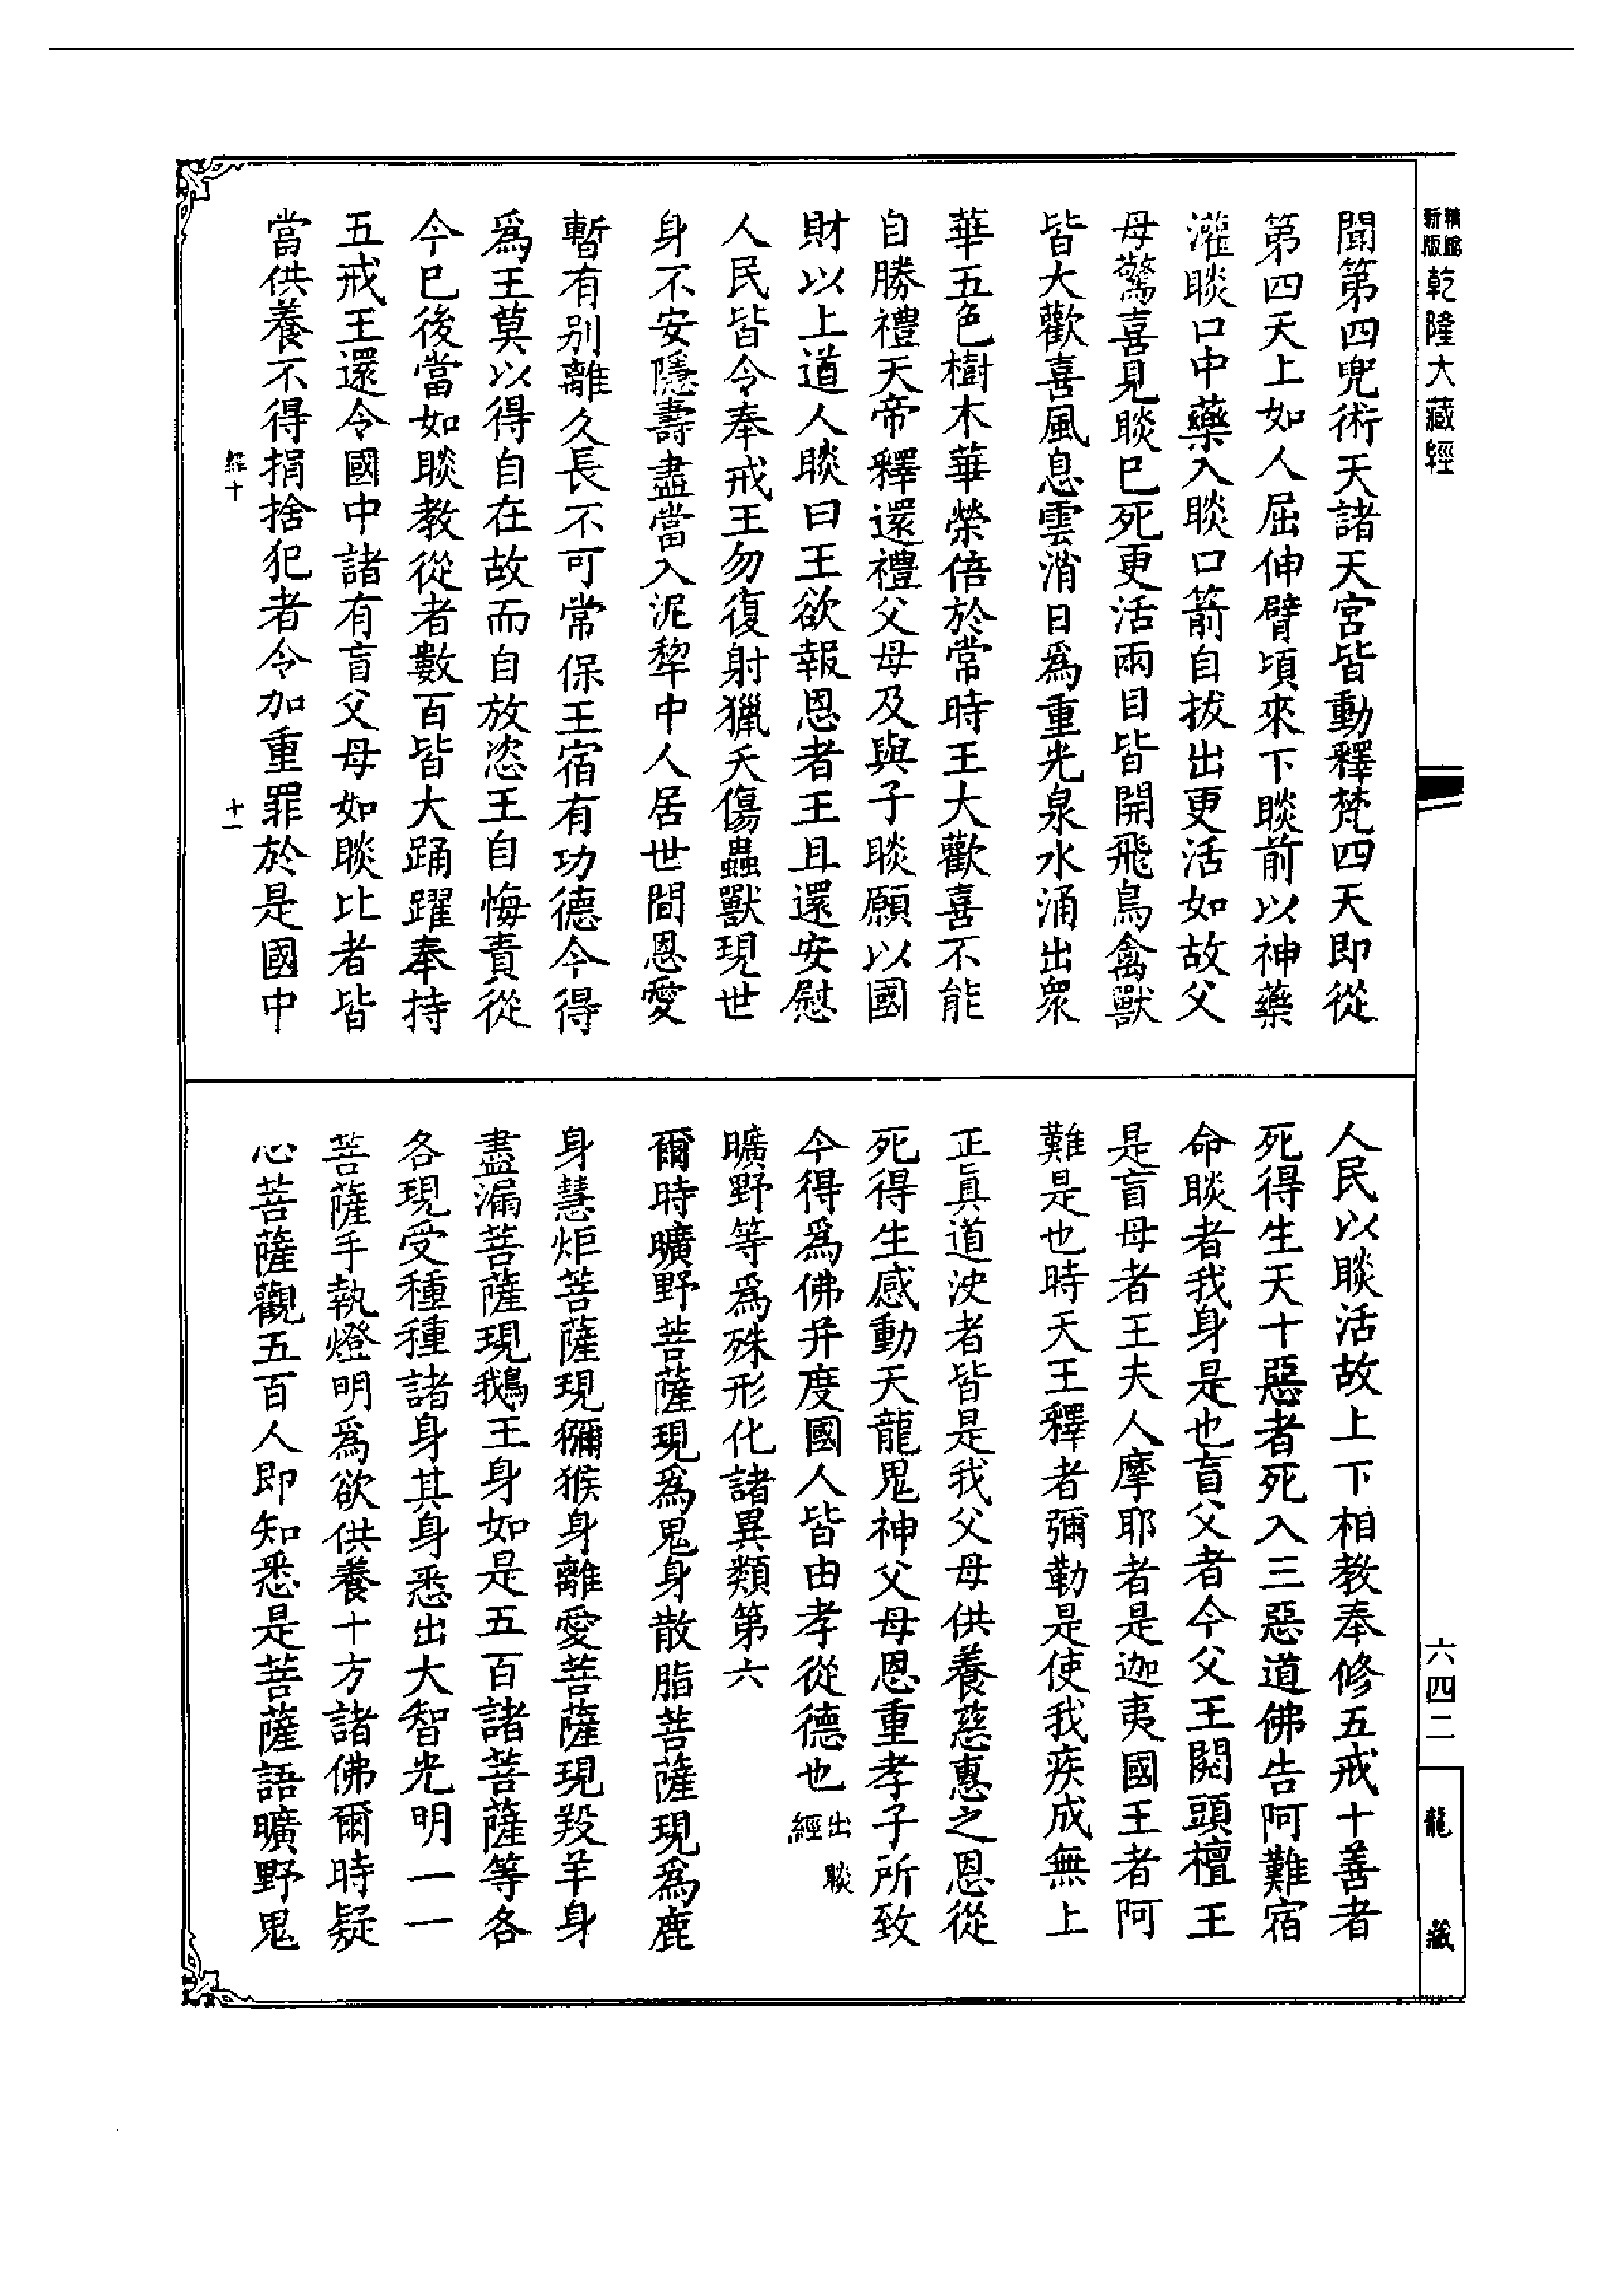 精縮新版乾隆大藏經
六四二
龍藏
聞第四兜術天諸天宮皆動釋梵四天即從
第四天上如人屈伸臂頃來下睒前以神藥
灌睒口中藥入睒口箭自拔出更活如故父
母驚喜見睒已死更活兩目皆開飛鳥禽獸
皆大歡喜風息雲消日爲重光泉水涌出眾
華五色樹木華榮倍於常時王大歡喜不能
自勝禮天帝釋還禮父母及與子睒願以國
財以上道人睒曰王欲報恩者王且還安慰
人民皆令奉戒王勿復射獵夭傷蟲獸現世
身不安隱壽盡當入泥犂中人居世間恩愛
暫有别離久長不可常保王宿有功德今得
爲王莫以得自在故而自放恣王自悔責從
今已後當如睒教從者數百皆大踊躍奉持
五戒王還令國中諸有盲父母如睒比者皆
當供養不得捐捨犯者令加重罪於是國中
經十
十一
人民以睒活故上下相教奉修五戒十善者
死得生天十惡者死入三惡道佛告阿難宿
命睒者我身是也盲父者今父王閱頭檀王
是盲母者王夫人摩耶者是迦夷國王者阿
難是也時天王釋者彌勒是使我疾成無上
正真道決者皆是我父母供養慈惠之恩從
死得生感動天龍鬼神父母恩重孝子所致
今得爲佛并度國人皆由孝從德也出睒經
曠野等爲殊形化諸異類第六
爾時曠野菩薩現爲鬼身散脂菩薩現爲鹿
身慧炬菩薩現獼猴身離愛菩薩現羖羊身
盡漏菩薩現鵝王身如是五百諸菩薩等各
各現受種種諸身其身悉出大智光明一一
菩薩手執燈明爲欲供養十方諸佛爾時疑
心菩薩觀五百人即知悉是菩薩語曠野鬼